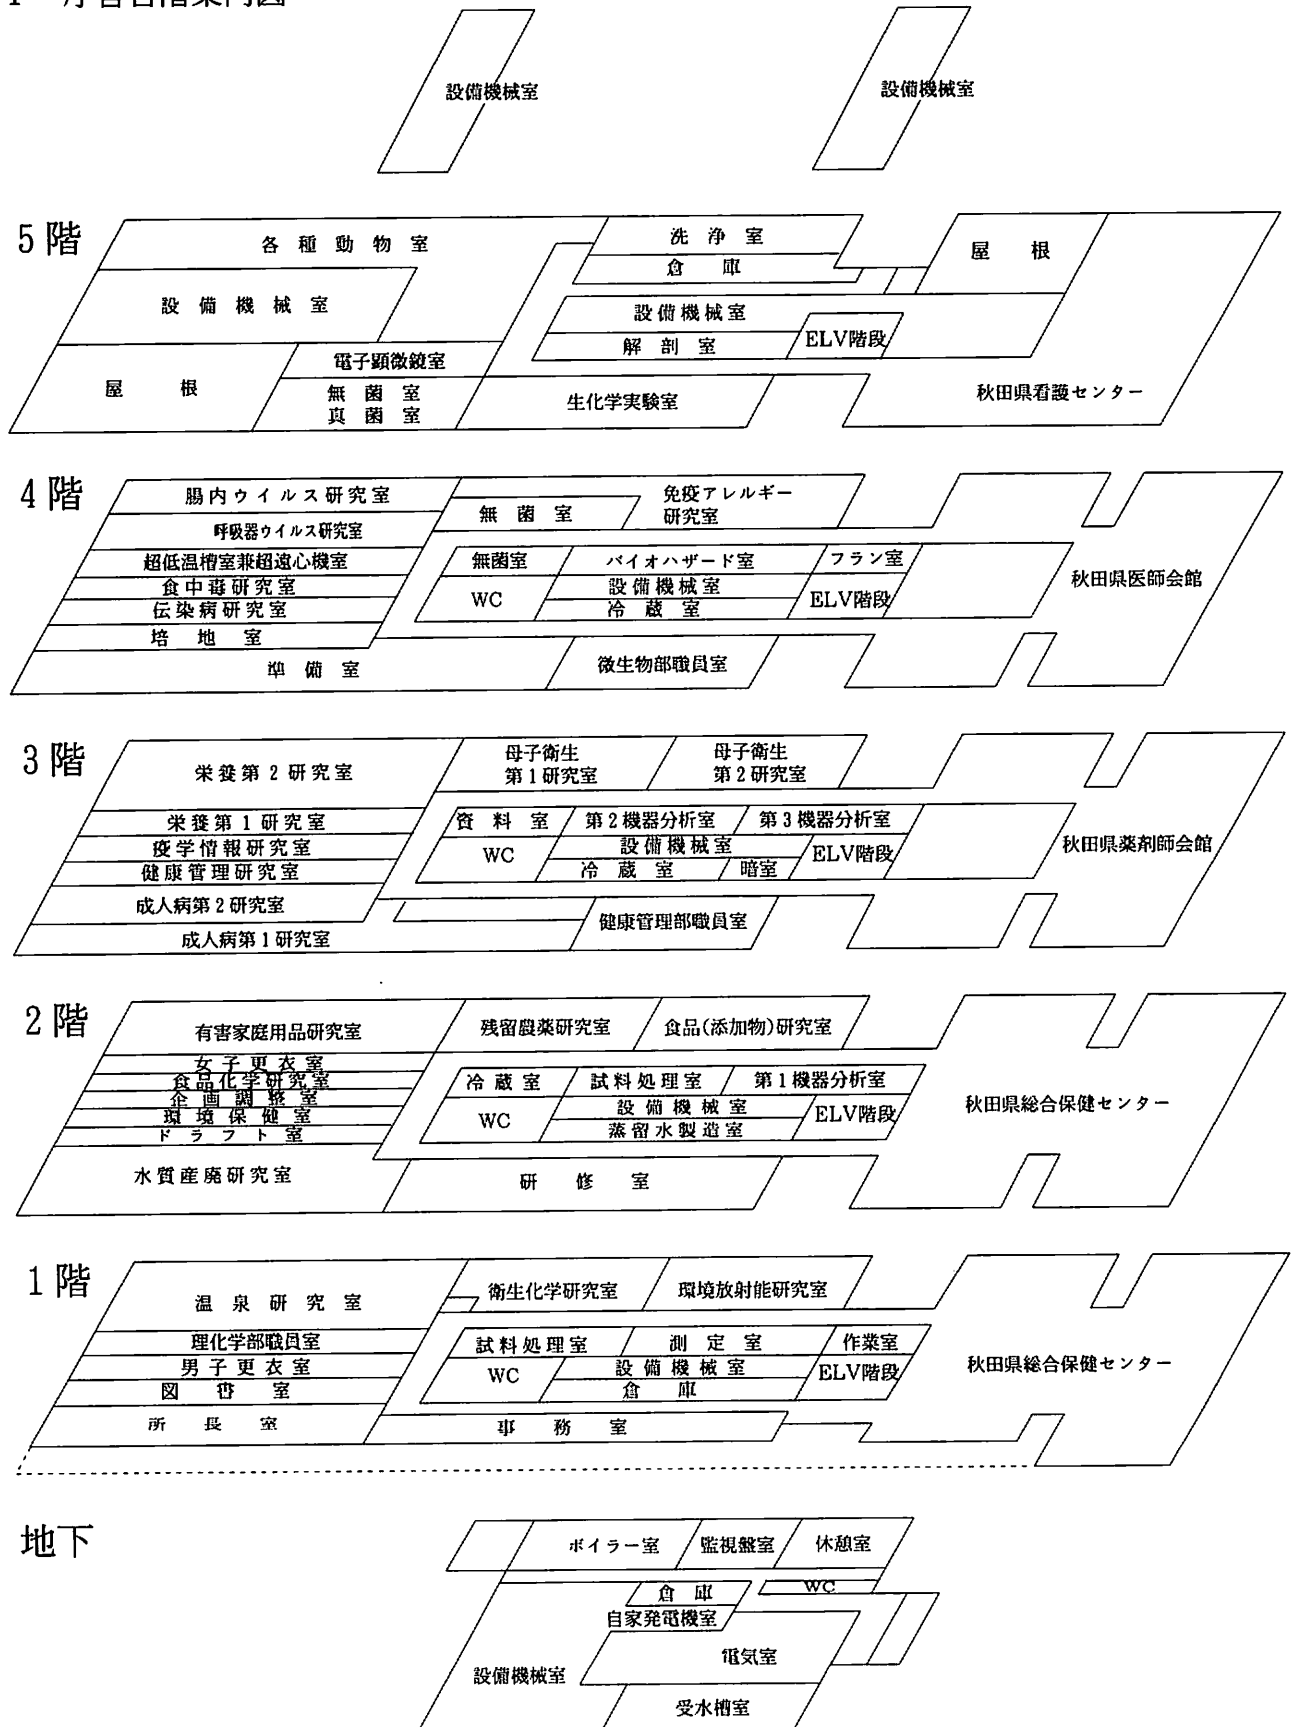 庁舎各階案内図
設備機械室
設備機械室
5階
各種動物室
洗浄室
倉庫
屋根
設備機械室
設備機械室
解剖室
ELV階段
電子顕微鏡室
屋根
無菌室
真菌室
生化学実験室
秋田県看護センター
4階
腸内ウイルス研究室
免疫アレルギー
研究室
無菌室
呼吸器ウイルス研究室
超低温槽室兼超遠心機室
無菌室
バイオハザード室
フラン室
食中毒研究室
設備機械室
秋田県医師会館
伝染病研究室
WC
冷蔵室
ELV階段
培地室
準備室
微生物部職員室
3階
栄養第2研究室
母子衛生
第1研究室
母子衛生
第2研究室
栄養第1研究室
資料室
第2機器分析室
第3機器分析室
疫学情報研究室
WC
設備機械室
ELV階段
秋田県薬剤師会館
健康管理研究室
冷蔵室
暗室
成人病第2研究室
成人病第1研究室
健康管理部職員室
2階
有害家庭用品研究室
残留農薬研究室
食品(添加物)研究室
女子更衣室
食品化学研究室
冷蔵室
試料処理室
第1機器分析室
企画調整室
環境保健室
WC
設備機械室
ELV階段
秋田県総合保健センター
ドラフト室
蒸留水製造室
水質産廃研究室
研修室
1階
温泉研究室
衛生化学研究室
環境放射能研究室
理化学部職員室
試料処理室
測定室
作業室
男子更衣室
WC
設備機械室
ELV階段
秋田県総合保健センター
図書室
倉庫
所長室
事務室
地下
ボイラー室
監視盤室
休憩室
倉庫
WC
自家発電機室
電気室
設備機械室
受水槽室